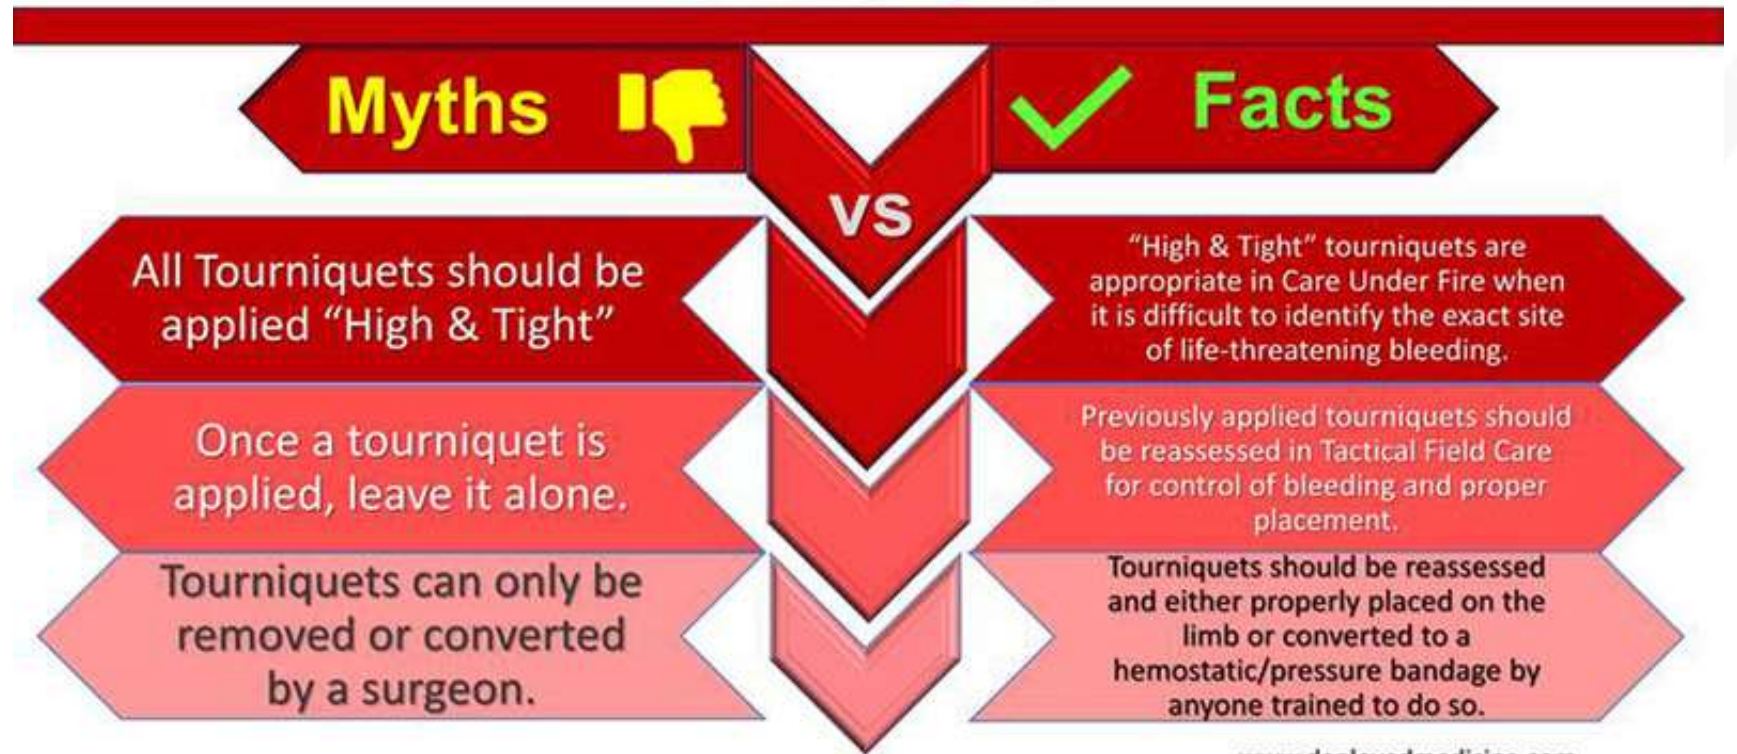 Myths
Facts
vs
All Tourniquets should be
applied “High & Tight”
“High & Tight” tourniquets are
appropriate in Care Under Fire when
it is difficult to identify the exact site
of life-threatening bleeding.
Once a tourniquet is
applied, leave it alone.
Previously applied tourniquets should
be reassessed in Tactical Field Care
for control of bleeding and proper
placement.
Tourniquets can only be
removed or converted
by a surgeon.
Tourniquets should be reassessed
and either properly placed on the
limb or converted to a
hemostatic/pressure bandage by
anyone trained to do so.